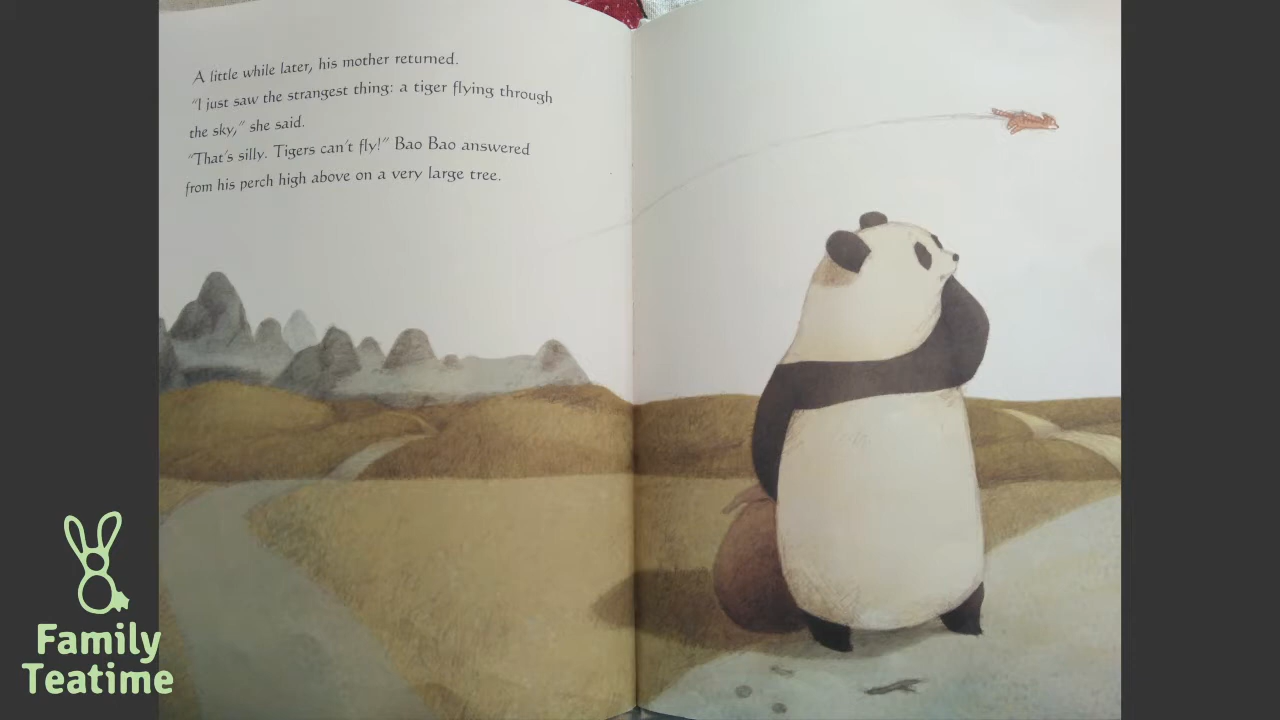 A little while later, his mother returned.
“I just saw the strangest thing: a tiger flying through
the sky,” she said.
“That’s silly. Tigers can’t fly!” Bao Bao answered
from his perch high above on a very large tree.
Family
Teatime